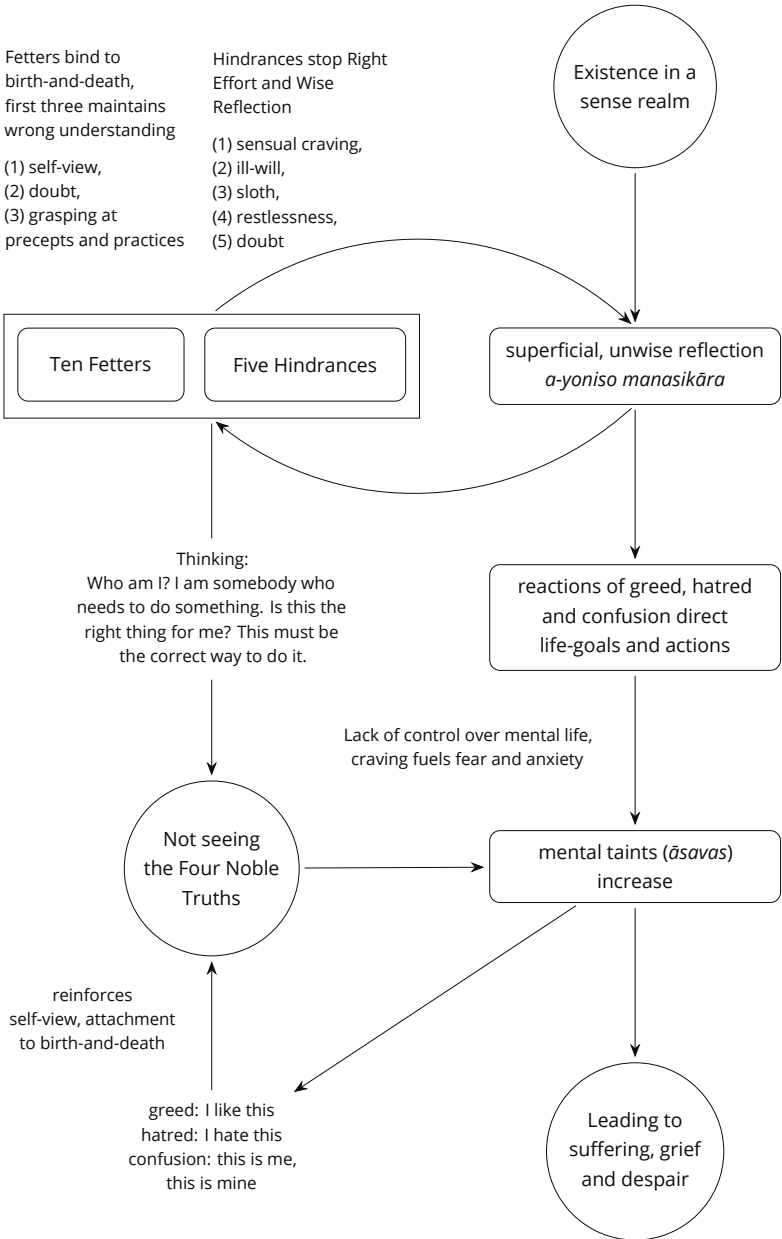 Fetters bind to
birth-and-death,
first three maintains
wrong understanding
(1) self-view,
(2) doubt,
(3) grasping at
precepts and practices
Hindrances stop Right
Effort and Wise
Reflection
(1) sensual craving,
(2) ill-will,
(3) sloth,
(4) restlessness,
(5) doubt
Existence in a
sense realm
Ten Fetters
Five Hindrances
superficial, unwise reflection
a-yoniso manasikāra
Thinking:
Who am I? I am somebody who
needs to do something. Is this the
right thing for me? This must be
the correct way to do it.
reactions of greed, hatred
and confusion direct
life-goals and actions
Lack of control over mental life,
craving fuels fear and anxiety
Not seeing
the Four Noble
Truths
mental taints (āsavas)
increase
reinforces
self-view, attachment
to birth-and-death
greed: I like this
hatred: I hate this
confusion: this is me,
this is mine
Leading to
suffering, grief
and despair